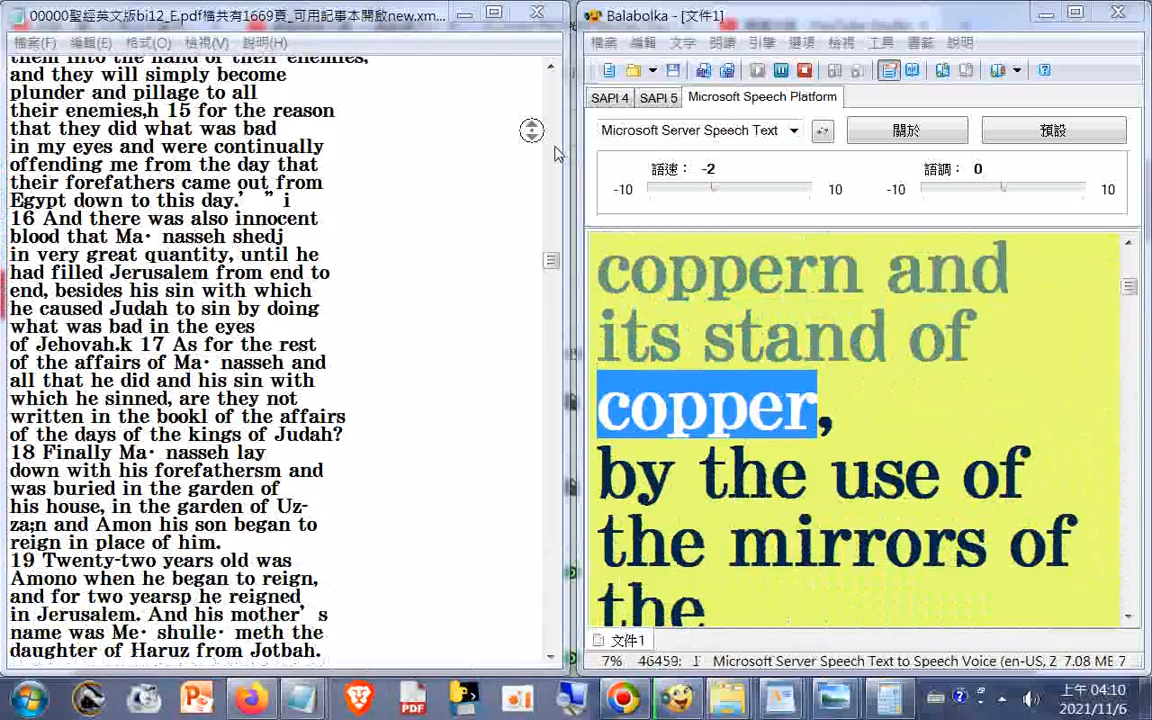 00000聖經英文版bi12_E.pdf檔共有1669頁_可用記事本開啟new.xm...
檔案(F) 編輯(E) 格式(O) 檢視(V) 說明(H)
them into the hand of their enemies,
and they will simply become
plunder and pillage to all
their enemies,h 15 for the reason
that they did what was bad
in my eyes and were continually
offending me from the day that
their forefathers came out from
Egypt down to this day.’ ” i
16 And there was also innocent
blood that Ma· nasseh shedj
in very great quantity, until he
had filled Jerusalem from end to
end, besides his sin with which
he caused Judah to sin by doing
what was bad in the eyes
of Jehovah.k 17 As for the rest
of the affairs of Ma· nasseh and
all that he did and his sin with
which he sinned, are they not
written in the bookl of the affairs
of the days of the kings of Judah?
18 Finally Ma· nasseh lay
down with his forefathersm and
was buried in the garden of
his house, in the garden of Uz-
za;n and Amon his son began to
reign in place of him.
19 Twenty-two years old was
Amono when he began to reign,
and for two yearsp he reigned
in Jerusalem. And his mother’s
name was Me· shulle· meth the
daughter of Haruz from Jotbah.
Balabolka - [文件1]
檔案 編輯 文字 朗讀 引擎 選項 檢視 工具 書籤 說明
SAPI 4 SAPI 5 Microsoft Speech Platform
Microsoft Server Speech Text 關於 預設
語速： -2 語調： 0
-10 10 -10 10
coppern and
its stand of
copper,
by the use of
the mirrors of
the
文件1
7% 46459: 1 Microsoft Server Speech Text to Speech Voice (en-US, Z 7.08 ME 7
PDF
上午 04:10
2021/11/6